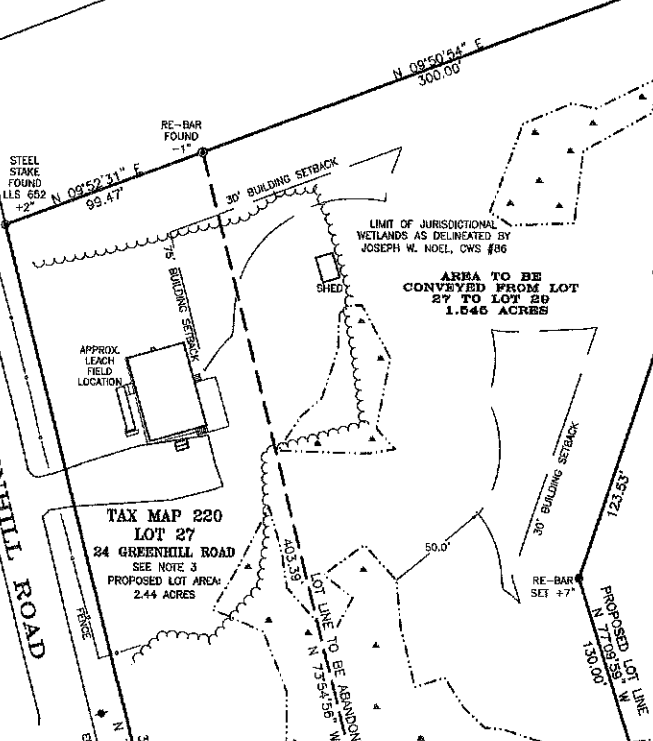 N 09°50'54" E
300.00'
RE-BAR
FOUND
-1"
STEEL
STAKE
FOUND
LLS 652
+2"
N 09°52'31" E
99.47'
30' BUILDING SETBACK
LIMIT OF JURISDICTIONAL
WETLANDS AS DELINEATED BY
JOSEPH W. NOEL, CWS #86
75' BUILDING SETBACK
SHED
AREA TO BE
CONVEYED FROM LOT
27 TO LOT 29
1.545 ACRES
APPROX.
LEACH
FIELD
LOCATION
30' BUILDING SETBACK
123.53'
NHILL ROAD
TAX MAP 220
LOT 27
24 GREENHILL ROAD
SEE NOTE 3
PROPOSED LOT AREA:
2.44 ACRES
403.39
LOT LINE TO BE ABANDON
N 73°54'56" W
50.0'
RE-BAR
SET +7"
FENCE
PROPOSED LOT LINE
N 77°09'59" W
130.00'
N